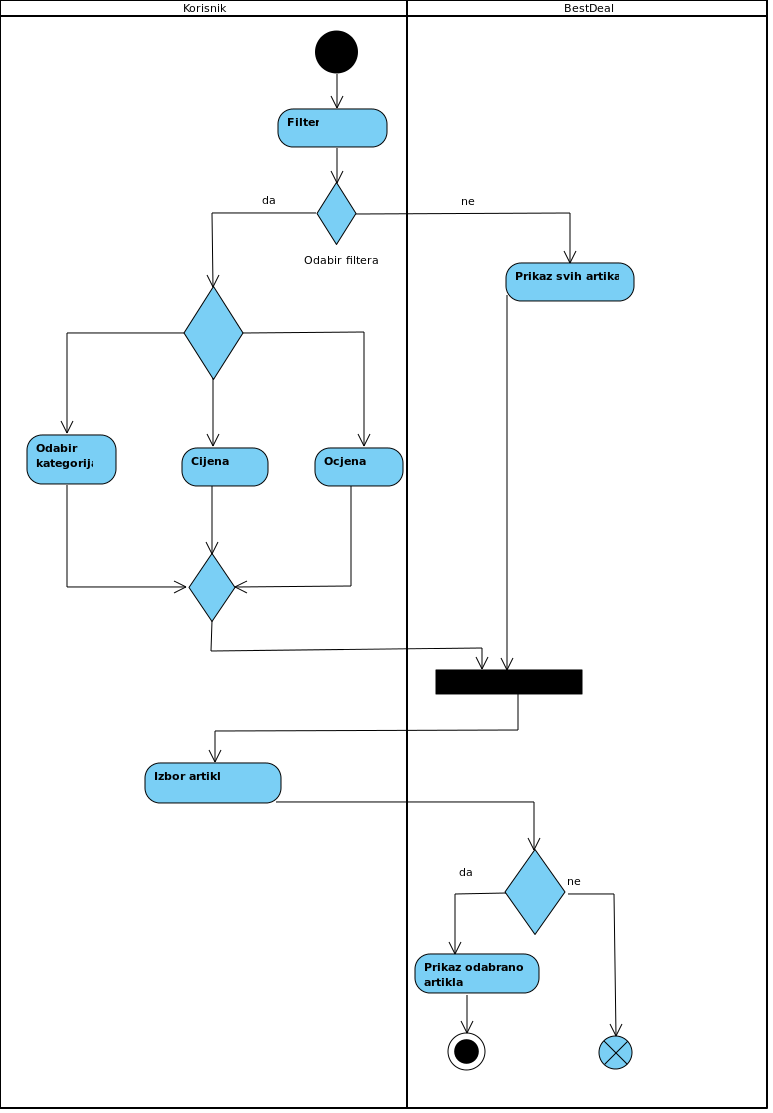 Korisnik
BestDeal
Filter
da
ne
Odabir filtera
Prikaz svih artika
Odabir
kategorija
Cijena
Ocjena
Izbor artikl
da
ne
Prikaz odabrano
artikla